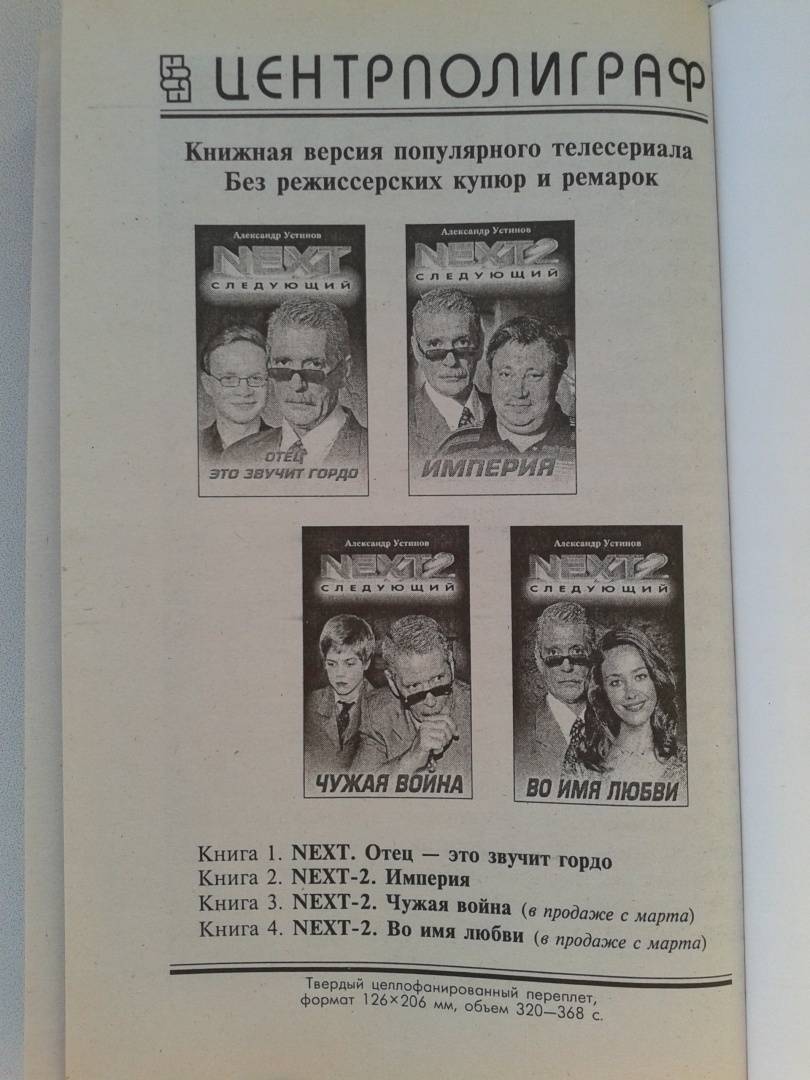 ЦЕНТРПОЛИГРАФ
Книжная версия популярного телесериала
Без режиссерских купюр и ремарок
Александр Устинов
NEXT
СЛЕДУЮЩИЙ
ОТЕЦ
ЭТО ЗВУЧИТ ГОРДО
Александр Устинов
NEXT2
СЛЕДУЮЩИЙ
ИМПЕРИЯ
Александр Устинов
NEXT2
СЛЕДУЮЩИЙ
ЧУЖАЯ ВОЙНА
Александр Устинов
NEXT2
СЛЕДУЮЩИЙ
ВО ИМЯ ЛЮБВИ
Книга 1. NEXT. Отец — это звучит гордо
Книга 2. NEXT-2. Империя
Книга 3. NEXT-2. Чужая война (в продаже с марта)
Книга 4. NEXT-2. Во имя любви (в продаже с марта)
Твердый целлофанированный переплет,
формат 126×206 мм, объем 320—368 с.